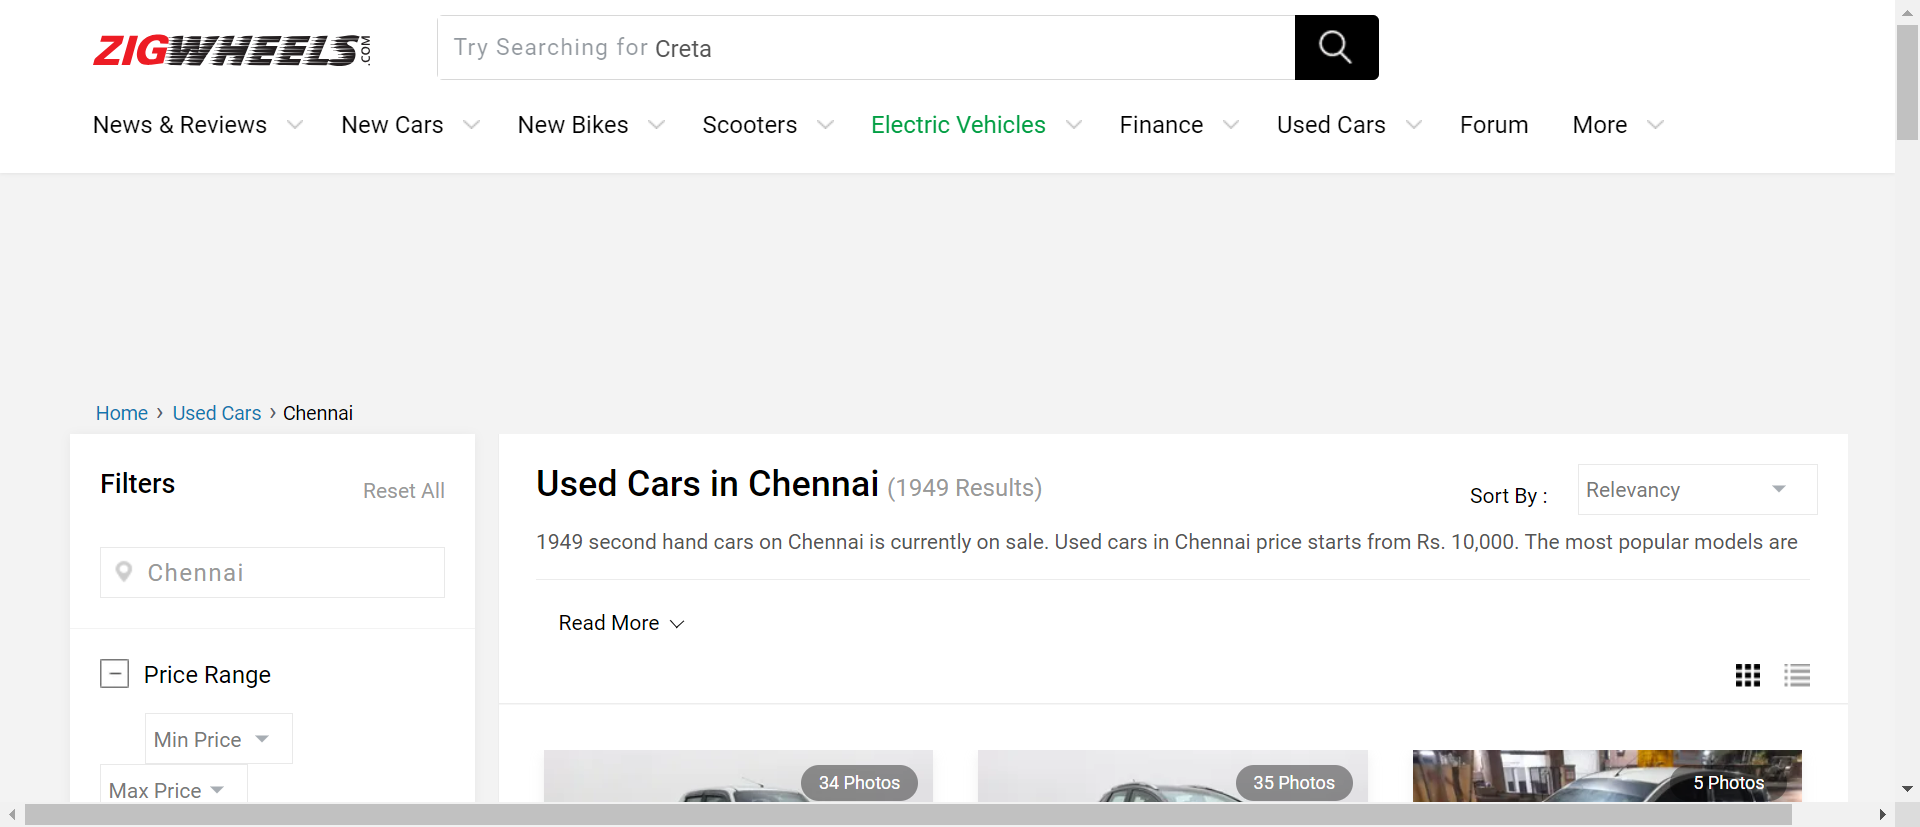 ZIGWHEELS.COM
Try Searching for Creta
News & Reviews New Cars New Bikes Scooters Electric Vehicles Finance Used Cars Forum More
Home › Used Cars › Chennai
Filters
Reset All
Chennai
Price Range
Min Price
Max Price
Used Cars in Chennai (1949 Results)
Sort By :
Relevancy
1949 second hand cars on Chennai is currently on sale. Used cars in Chennai price starts from Rs. 10,000. The most popular models are
Read More
34 Photos
35 Photos
5 Photos